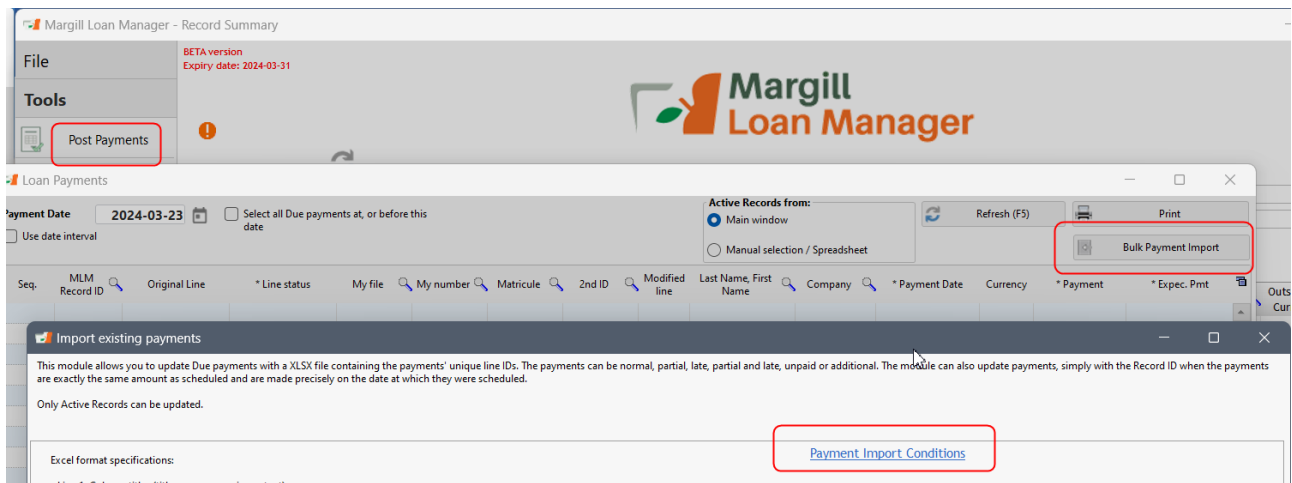 Margill Loan Manager - Record Summary
File
BETA version
Expiry date: 2024-03-31
Tools
Post Payments
Margill
Loan Manager
Loan Payments
Payment Date
2024-03-23
Select all Due payments at, or before this
date
Use date interval
Active Records from:
Main window
Manual selection / Spreadsheet
Refresh (F5)
Print
Bulk Payment Import
Seq. MLM Record ID Original Line * Line status My file My number Matricule 2nd ID Modified line Last Name, First Name Company * Payment Date Currency * Payment * Expec. Pmt
Import existing payments
This module allows you to update Due payments with a XLSX file containing the payments' unique line IDs. The payments can be normal, partial, late, partial and late, unpaid or additional. The module can also update payments, simply with the Record ID when the payments
are exactly the same amount as scheduled and are made precisely on the date at which they were scheduled.
Only Active Records can be updated.
Payment Import Conditions
Excel format specifications: